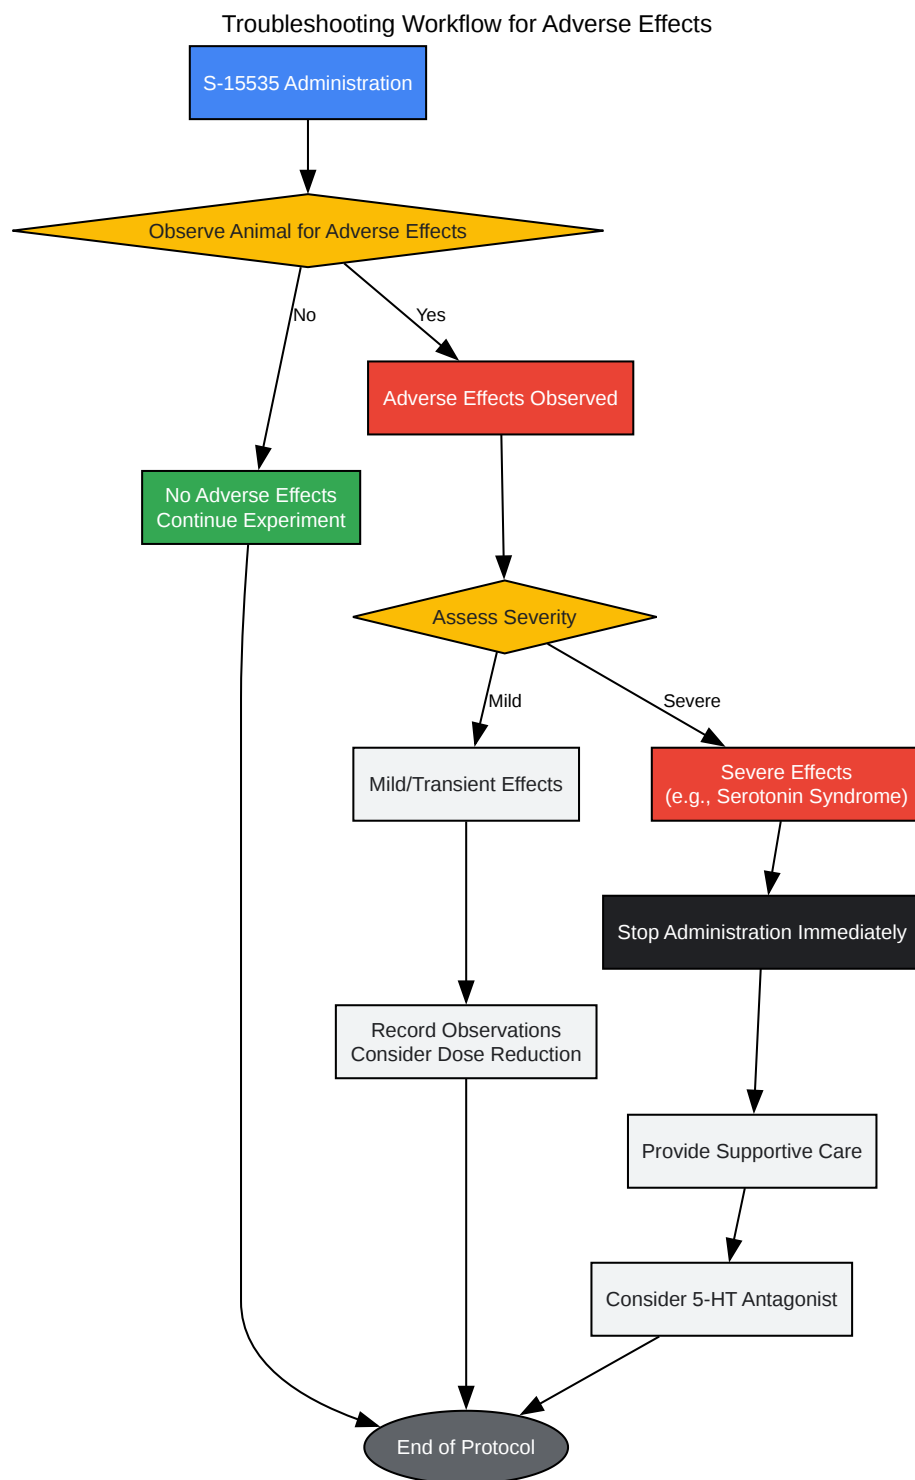 Troubleshooting Workflow for Adverse Effects
S-15535 Administration
Observe Animal for Adverse Effects
No
Yes
Adverse Effects Observed
No Adverse Effects
Continue Experiment
Assess Severity
Mild
Severe
Mild/Transient Effects
Severe Effects
(e.g., Serotonin Syndrome)
Stop Administration Immediately
Record Observations
Consider Dose Reduction
Provide Supportive Care
Consider 5-HT Antagonist
End of Protocol